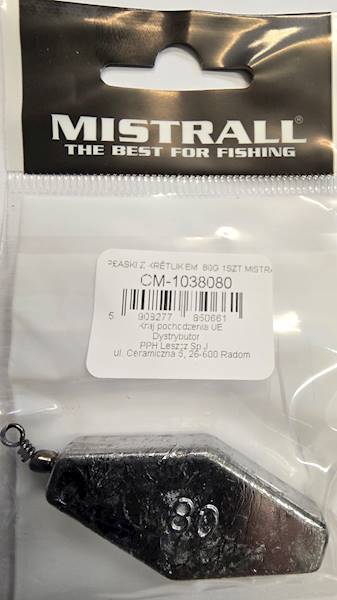 MISTRALL®
THE BEST FOR FISHING
PŁASKI Z KRĘTLIKIEM 80G 1SZT MISTRA
CM-1038080
5 909277 850661
Kraj pochodzenia UE
Dystrybutor
PPH Leszcz Sp.J.
ul. Ceramiczna 5, 26-600 Radom
80